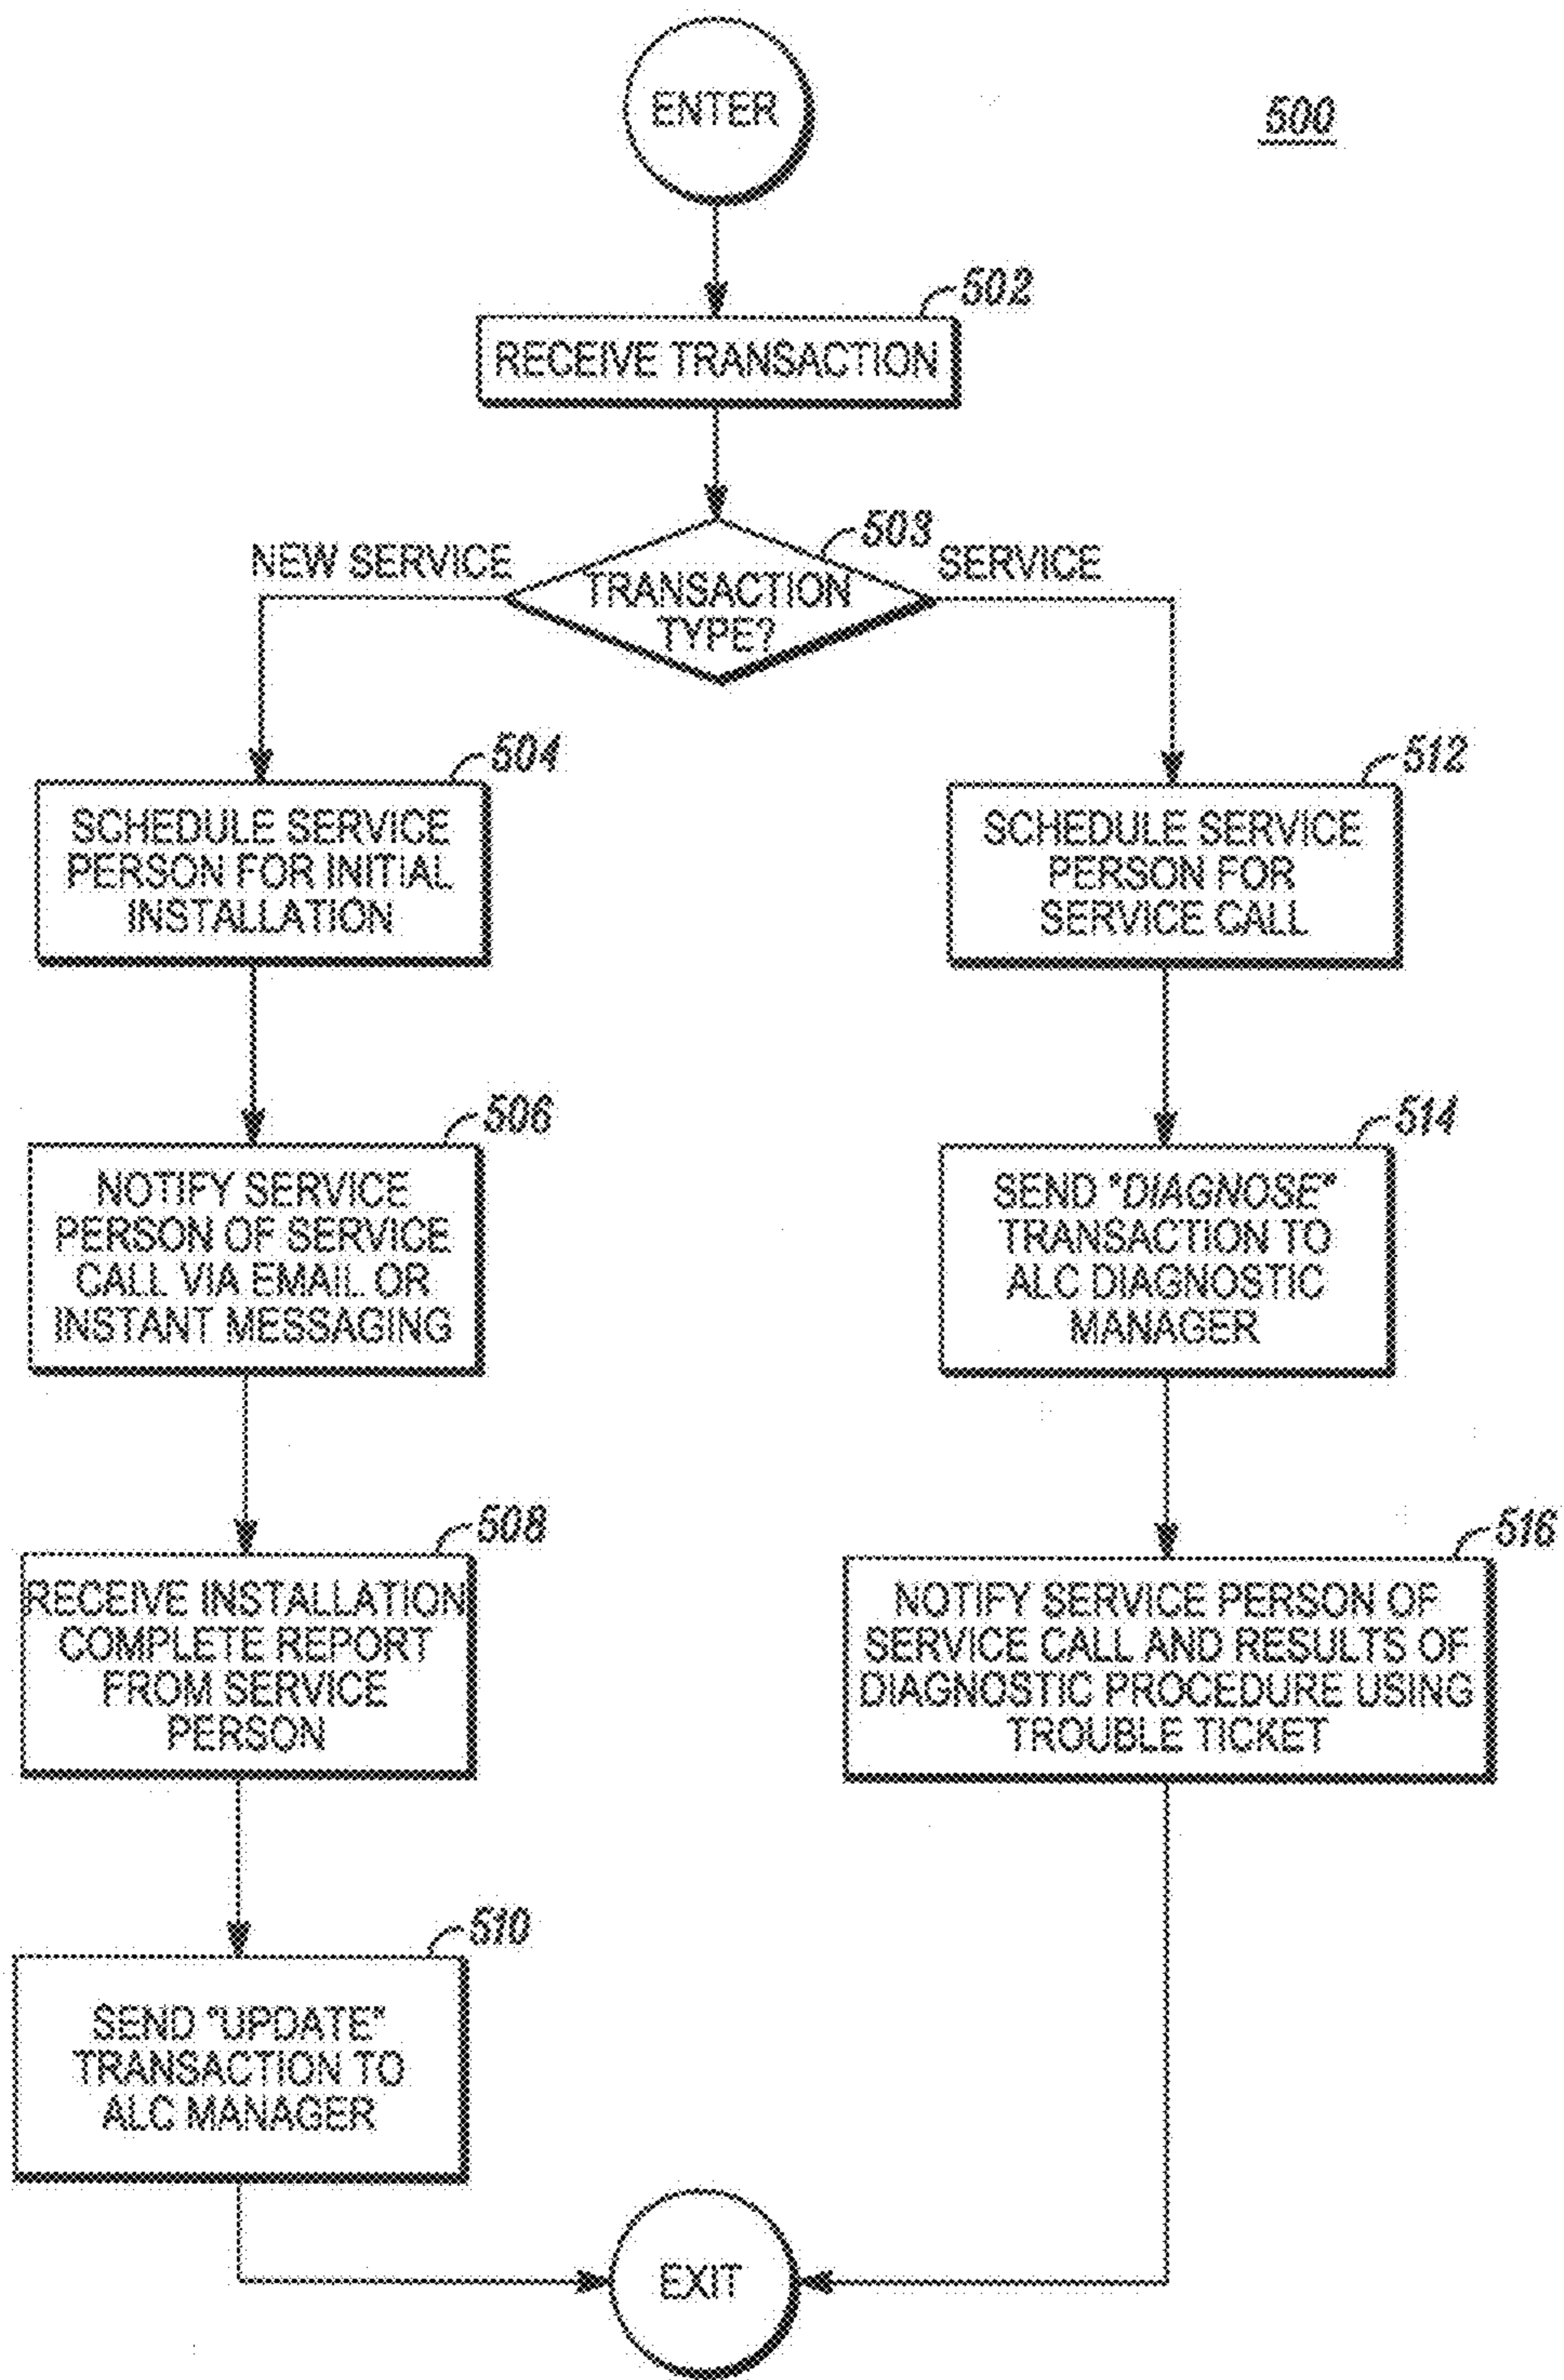 ENTER
500
502
RECEIVE TRANSACTION
503
NEW SERVICE
SERVICE
TRANSACTION
TYPE?
504
SCHEDULE SERVICE
PERSON FOR INITIAL
INSTALLATION
512
SCHEDULE SERVICE
PERSON FOR
SERVICE CALL
506
NOTIFY SERVICE
PERSON OF SERVICE
CALL VIA EMAIL OR
INSTANT MESSAGING
514
SEND "DIAGNOSE"
TRANSACTION TO
ALC DIAGNOSTIC
MANAGER
508
RECEIVE INSTALLATION
COMPLETE REPORT
FROM SERVICE
PERSON
516
NOTIFY SERVICE PERSON OF
SERVICE CALL AND RESULTS OF
DIAGNOSTIC PROCEDURE USING
TROUBLE TICKET
510
SEND "UPDATE"
TRANSACTION TO
ALC MANAGER
EXIT